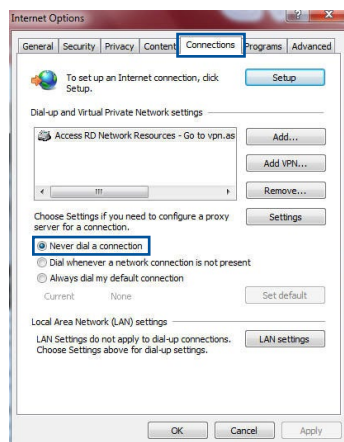 Internet Options
General Security Privacy Content Connections Programs Advanced
To set up an Internet connection, click Setup.
Setup
Dial-up and Virtual Private Network settings
Access RD Network Resources - Go to vpn.as
Add...
Add VPN...
Remove...
Choose Settings if you need to configure a proxy
server for a connection.
Settings
Never dial a connection
Dial whenever a network connection is not present
Always dial my default connection
Current None
Set default
Local Area Network (LAN) settings
LAN Settings do not apply to dial-up connections.
Choose Settings above for dial-up settings.
LAN settings
OK Cancel Apply